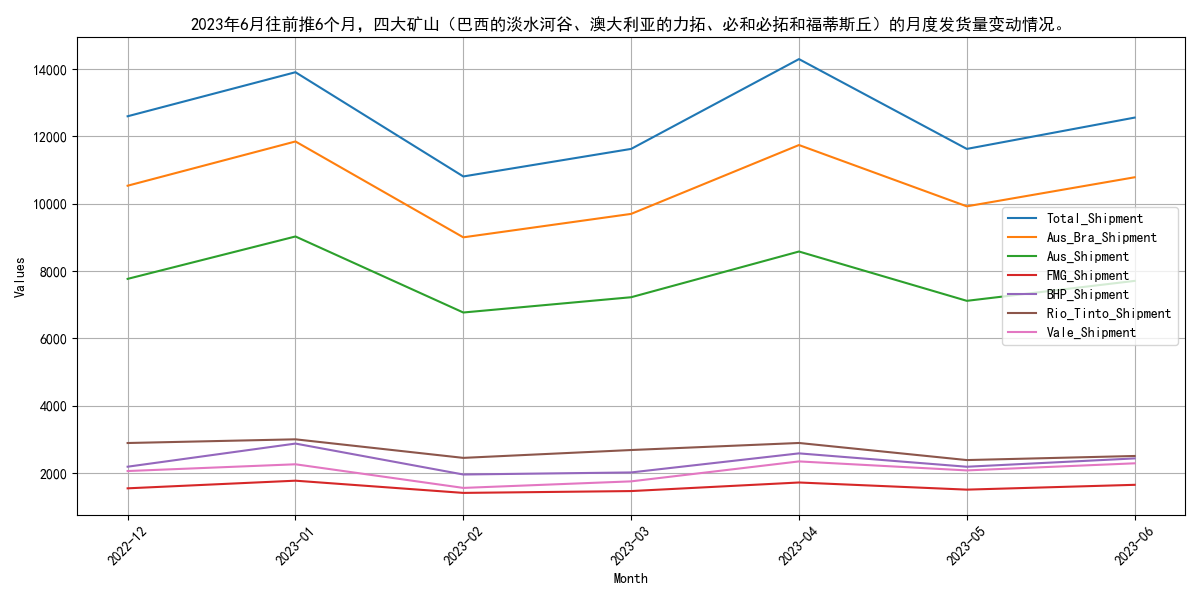 2023年6月往前推6个月，四大矿山（巴西的淡水河谷、澳大利亚的力拓、必和必拓和福蒂斯丘）的月度发货量变动情况。
14000
12000
10000
8000
6000
4000
2000
Values
Total_Shipment
Aus_Bra_Shipment
Aus_Shipment
FMG_Shipment
BHP_Shipment
Rio_Tinto_Shipment
Vale_Shipment
2022-12
2023-01
2023-02
2023-03
2023-04
2023-05
2023-06
Month